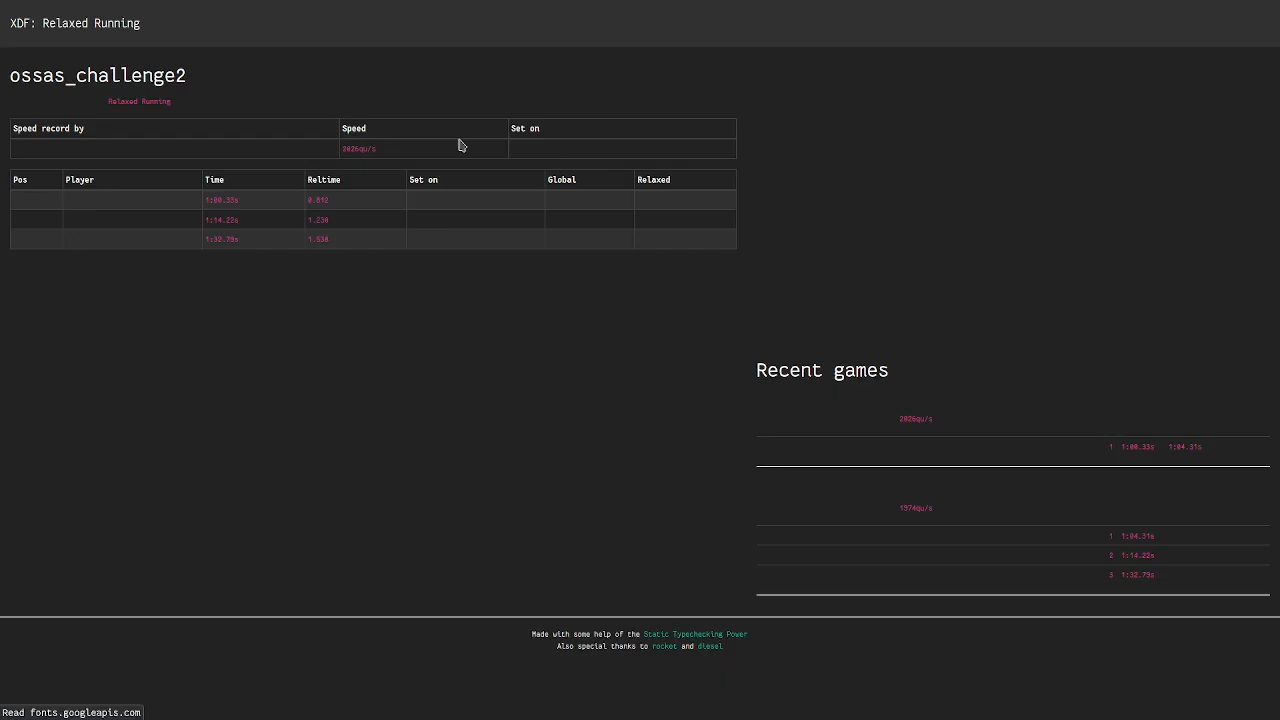 XDF: Relaxed Running
ossas_challenge2
Relaxed Running
Speed record by Speed Set on
2026qu/s
Pos Player Time Reltime Set on Global Relaxed
1:00.33s 0.812
1:14.22s 1.230
1:32.79s 1.538
Recent games
2026qu/s
1 1:00.33s 1:04.31s
1974qu/s
1 1:04.31s
2 1:14.22s
3 1:32.79s
Made with some help of the Static Typechecking Power
Also special thanks to rocket and diesel
Read fonts.googleapis.com